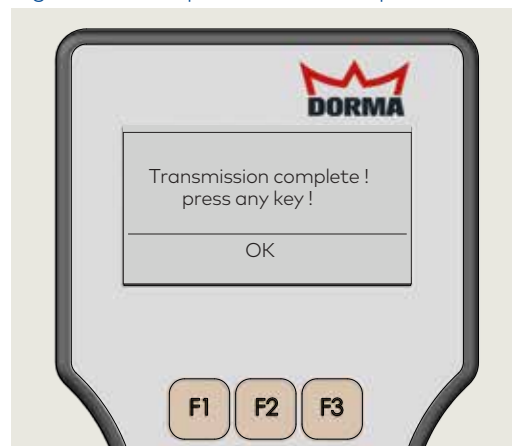 DORMA
Transmission complete !
press any key !
OK
F1 F2 F3